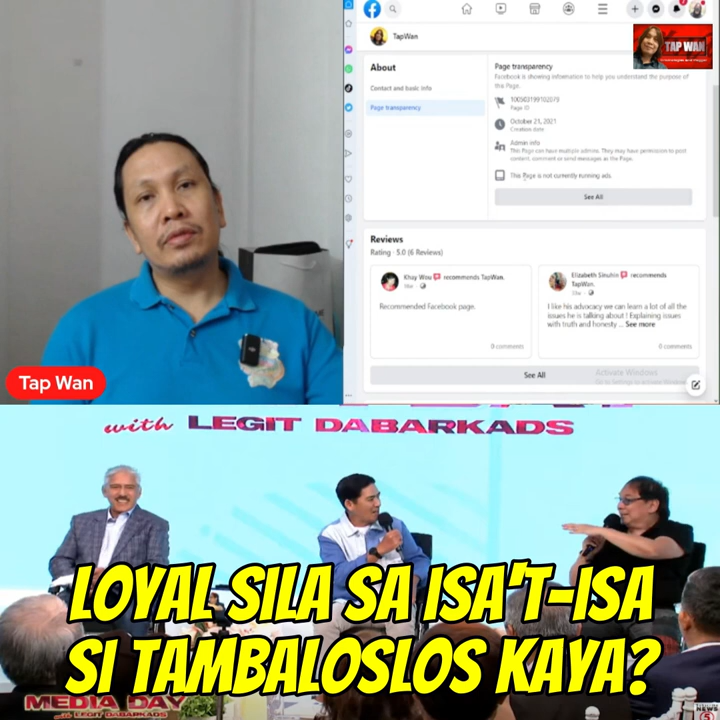 TapWan
TAP WAN
About
Contact and basic info
Page transparency
Page transparency
Facebook is showing information to help you understand the purpose of this Page.
100503199102079
Page ID
October 21, 2021
Creation date
Admin info
This Page can have multiple admins. They may have permission to post content, comment or send messages as the Page.
This Page is not currently running ads.
See All
Reviews
Rating · 5.0 (6 Reviews)
Khay Wou recommends TapWan.
Recommended Facebook page.
0 comments
Elizabeth Sinuhin recommends TapWan.
I like his advocacy we can learn a lot of all the issues he is talking about ! Explaining issues with truth and honesty ... See more
0 comments
See All
Activate Windows
Tap Wan
with LEGIT DABARKADS
LOYAL SILA SA ISA'T-ISA
SI TAMBALOSLOS KAYA?
MEDIA DAY
LEGIT DABARKADS
NEWS